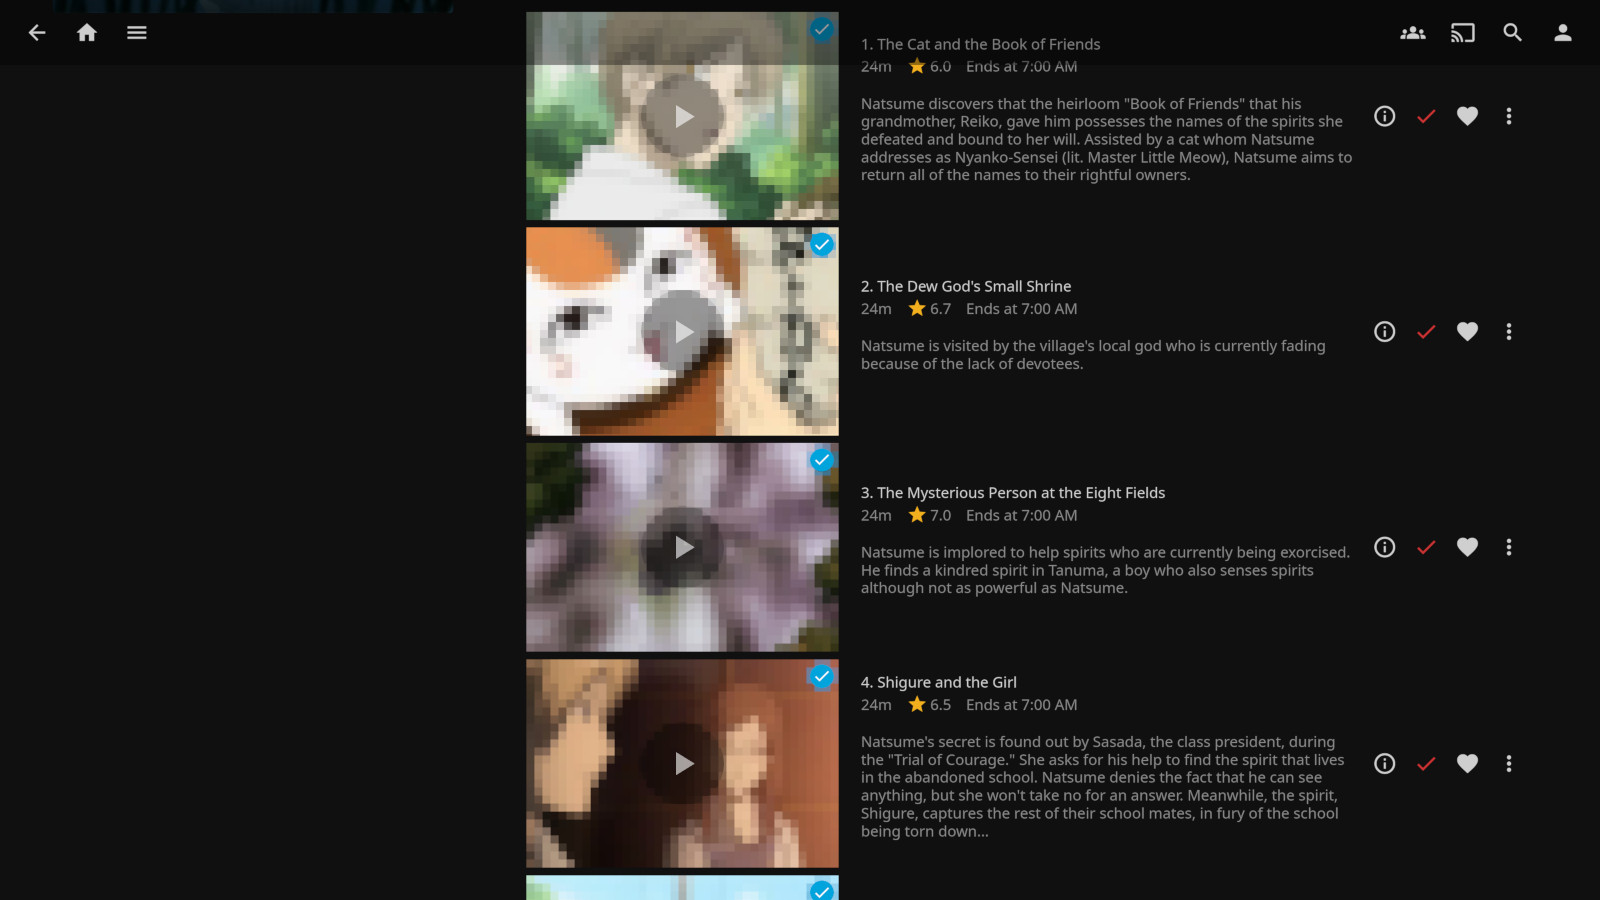 1. The Cat and the Book of Friends
24m 6.0 Ends at 7:00 AM
Natsume discovers that the heirloom "Book of Friends" that his
grandmother, Reiko, gave him possesses the names of the spirits she
defeated and bound to her will. Assisted by a cat whom Natsume
addresses as Nyanko-Sensei (lit. Master Little Meow), Natsume aims to
return all of the names to their rightful owners.
2. The Dew God's Small Shrine
24m 6.7 Ends at 7:00 AM
Natsume is visited by the village's local god who is currently fading
because of the lack of devotees.
3. The Mysterious Person at the Eight Fields
24m 7.0 Ends at 7:00 AM
Natsume is implored to help spirits who are currently being exorcised.
He finds a kindred spirit in Tanuma, a boy who also senses spirits
although not as powerful as Natsume.
4. Shigure and the Girl
24m 6.5 Ends at 7:00 AM
Natsume's secret is found out by Sasada, the class president, during
the "Trial of Courage." She asks for his help to find the spirit that lives
in the abandoned school. Natsume denies the fact that he can see
anything, but she won't take no for an answer. Meanwhile, the spirit,
Shigure, captures the rest of their school mates, in fury of the school
being torn down...